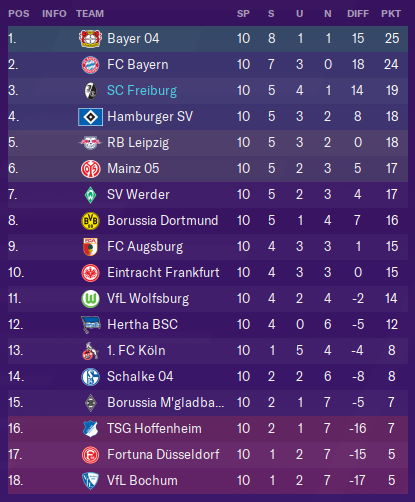 POS INFO TEAM SP S U N DIFF PKT
1. Bayer 04 10 8 1 1 15 25
2. FC Bayern 10 7 3 0 18 24
3. SC Freiburg 10 5 4 1 14 19
4. Hamburger SV 10 5 3 2 8 18
5. RB Leipzig 10 5 3 2 0 18
6. Mainz 05 10 5 2 3 5 17
7. SV Werder 10 5 2 3 4 17
8. Borussia Dortmund 10 5 1 4 7 16
9. FC Augsburg 10 4 3 3 1 15
10. Eintracht Frankfurt 10 4 3 3 0 15
11. VfL Wolfsburg 10 4 2 4 -2 14
12. Hertha BSC 10 4 0 6 -5 12
13. 1. FC Köln 10 1 5 4 -4 8
14. Schalke 04 10 2 2 6 -8 8
15. Borussia M'gladba... 10 2 1 7 -5 7
16. TSG Hoffenheim 10 2 1 7 -16 7
17. Fortuna Düsseldorf 10 1 2 7 -15 5
18. VfL Bochum 10 1 2 7 -17 5